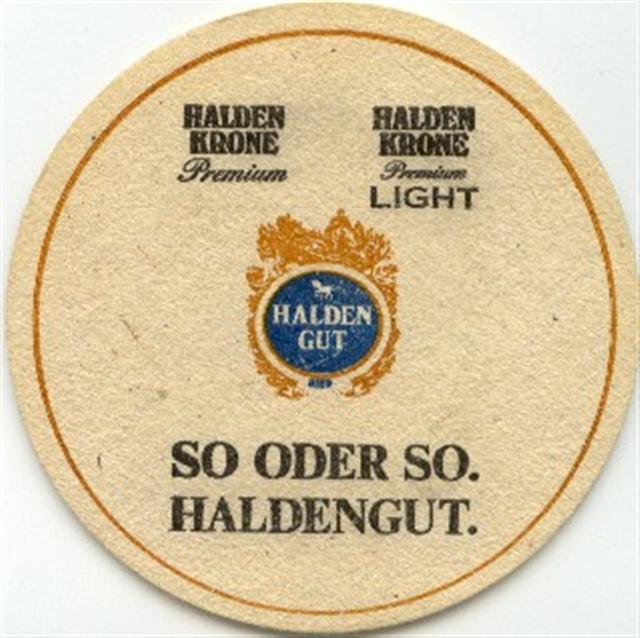 HALDEN
KRONE
Premium
HALDEN
KRONE
Premium
LIGHT
HALDEN
GUT
SO ODER SO.
HALDENGUT.